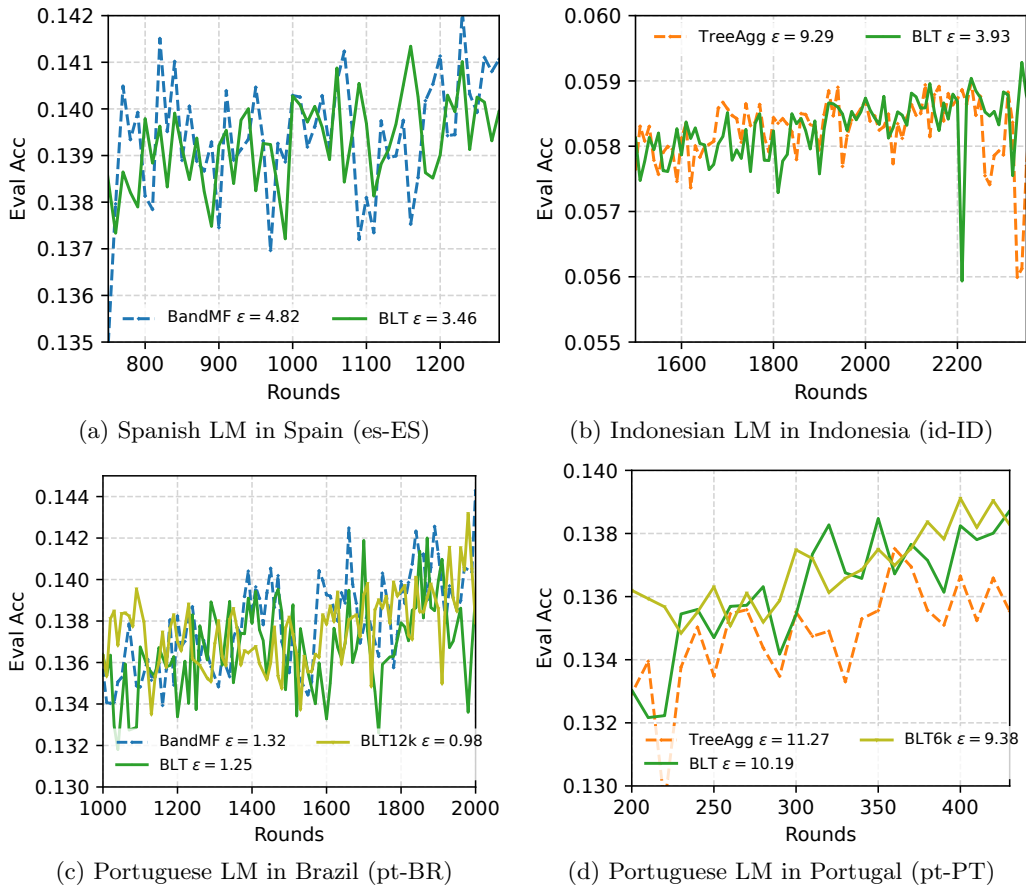 0.142
0.141
0.140
0.139
0.138
0.137
0.136
0.135
Eval Acc
BandMF ε = 4.82
BLT ε = 3.46
800 900 1000 1100 1200
Rounds
(a) Spanish LM in Spain (es-ES)
0.060
0.059
0.058
0.057
0.056
0.055
Eval Acc
TreeAgg ε = 9.29
BLT ε = 3.93
1600 1800 2000 2200
Rounds
(b) Indonesian LM in Indonesia (id-ID)
0.144
0.142
0.140
0.138
0.136
0.134
0.132
0.130
Eval Acc
BandMF ε = 1.32
BLT ε = 1.25
BLT12k ε = 0.98
1000 1200 1400 1600 1800 2000
Rounds
(c) Portuguese LM in Brazil (pt-BR)
0.140
0.138
0.136
0.134
0.132
0.130
Eval Acc
TreeAgg ε = 11.27
BLT ε = 10.19
BLT6k ε = 9.38
200 250 300 350 400
Rounds
(d) Portuguese LM in Portugal (pt-PT)